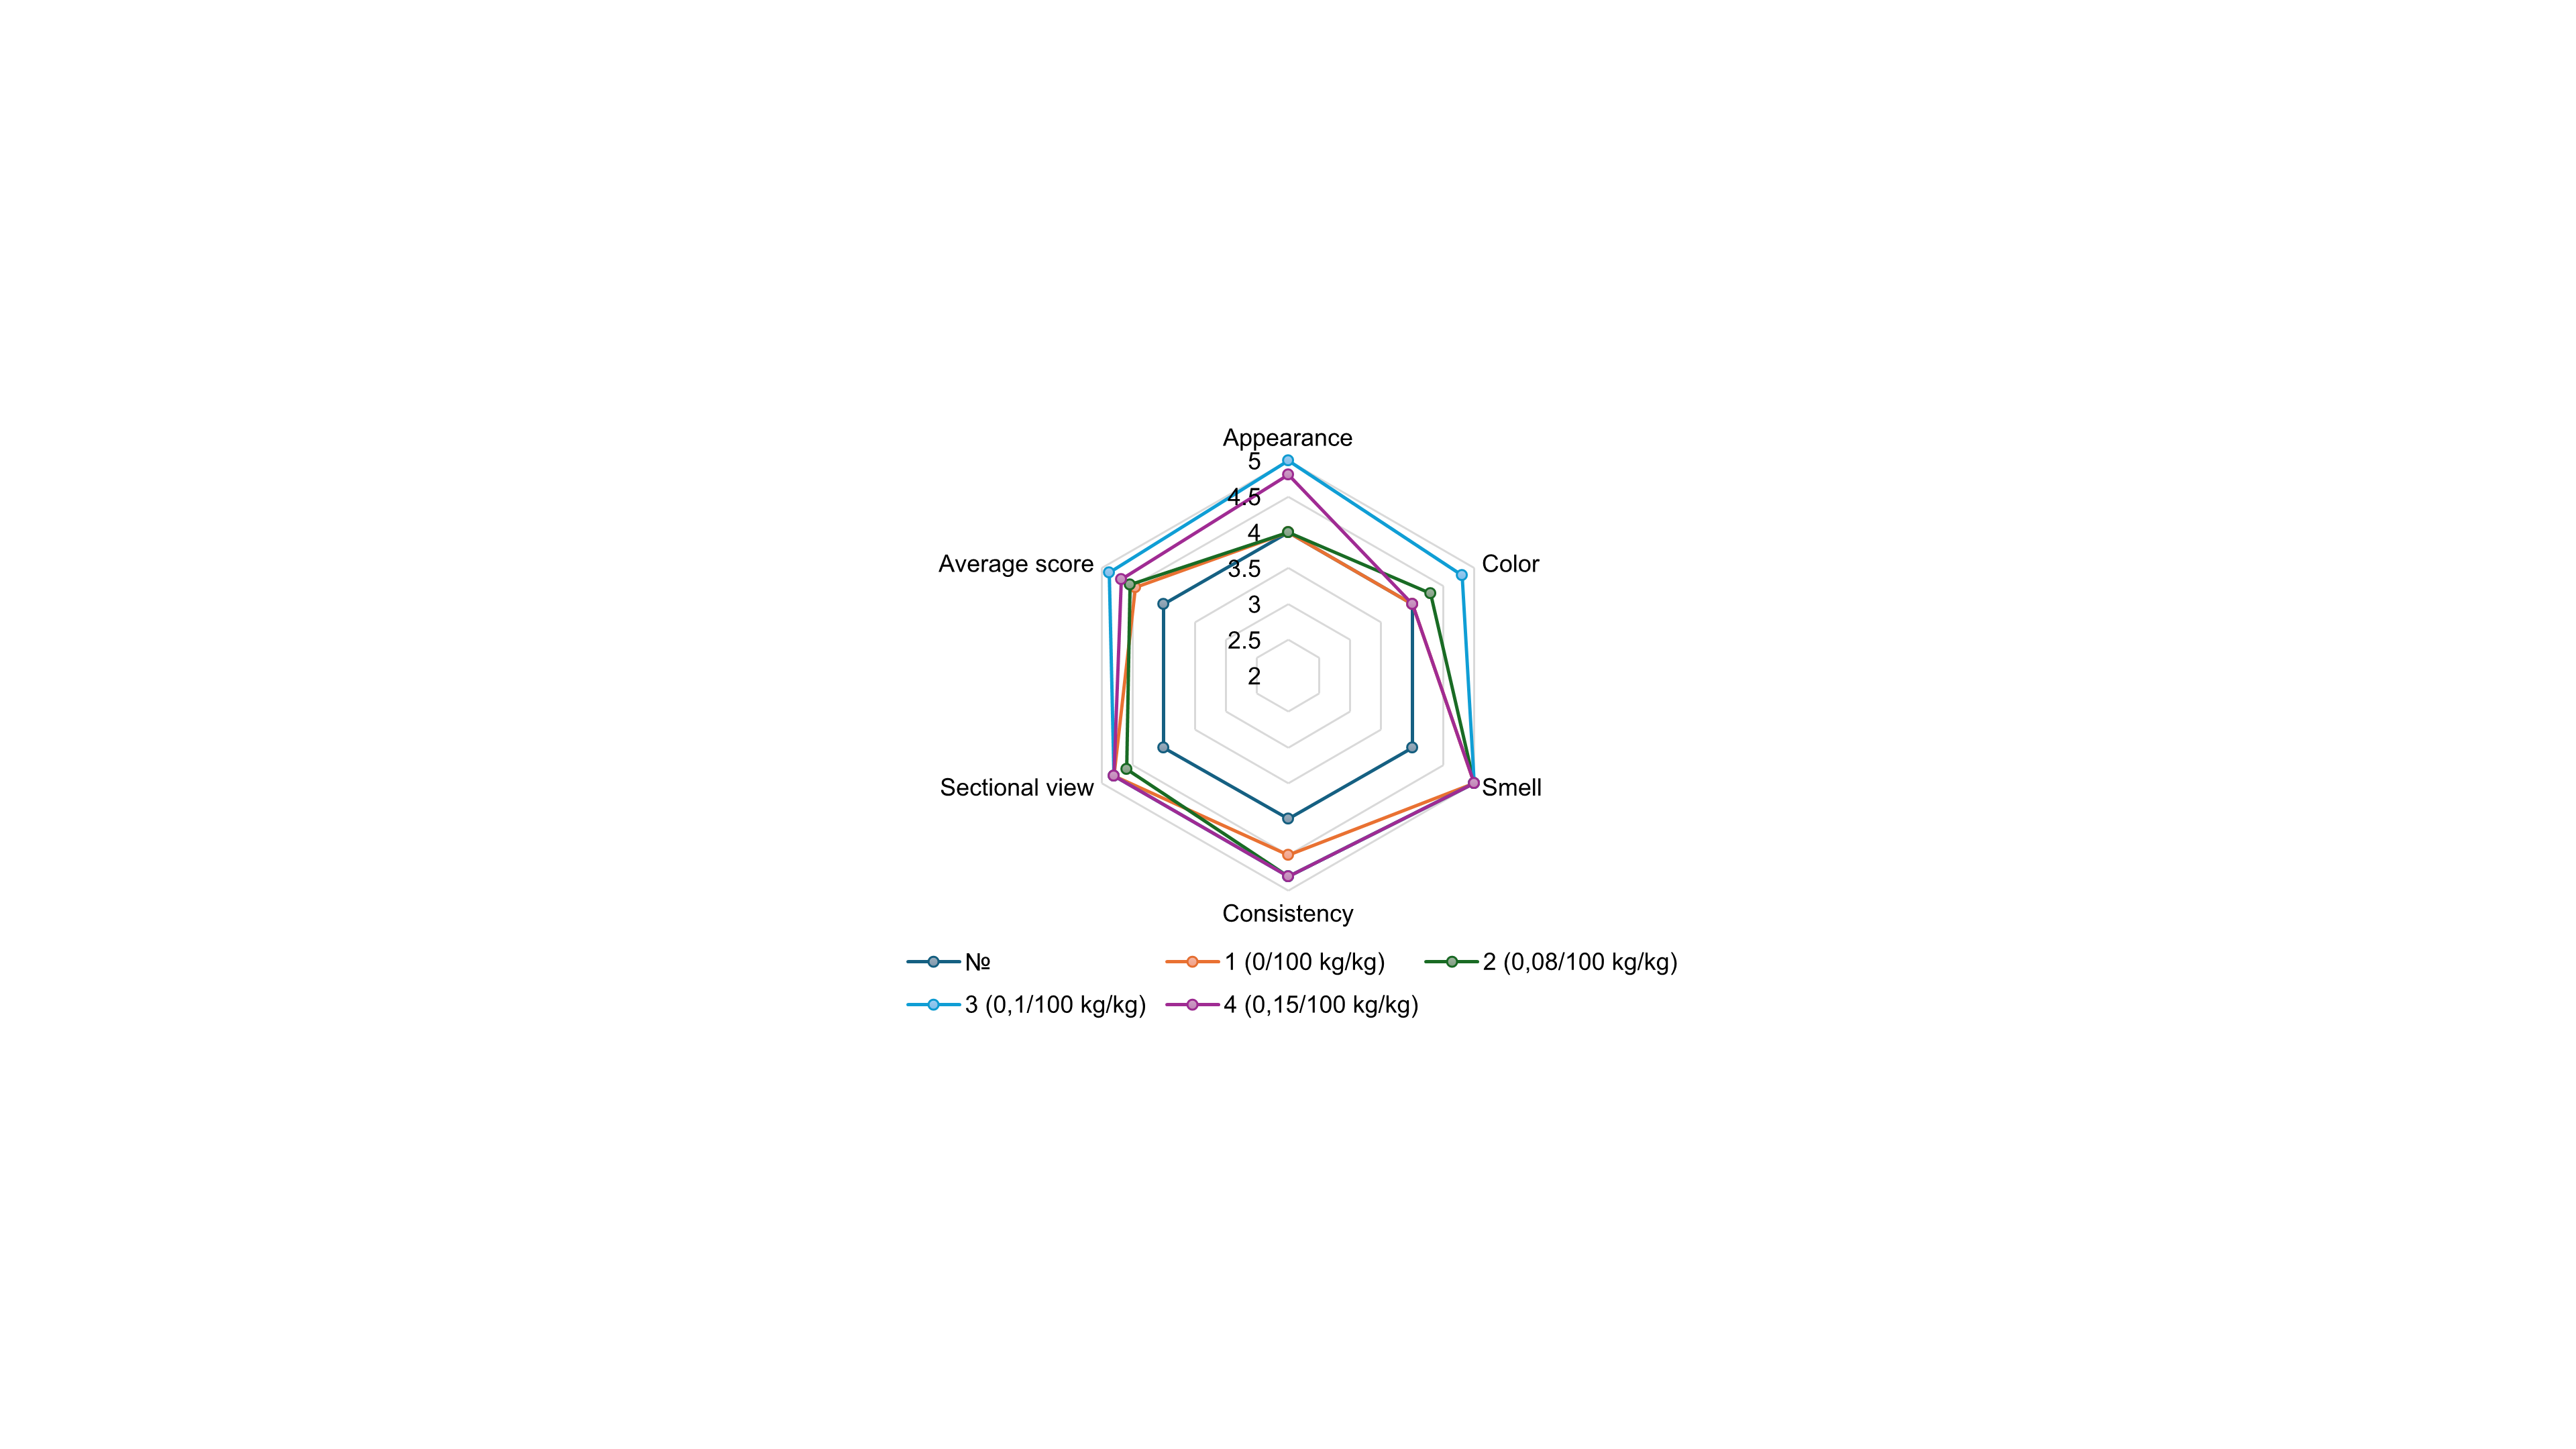 Appearance
5
4.5
4
Average score
Color
3.5
3
2.5
2
Sectional view
Smell
Consistency
№
1 (0/100 kg/kg)
2 (0,08/100 kg/kg)
3 (0,1/100 kg/kg)
4 (0,15/100 kg/kg)